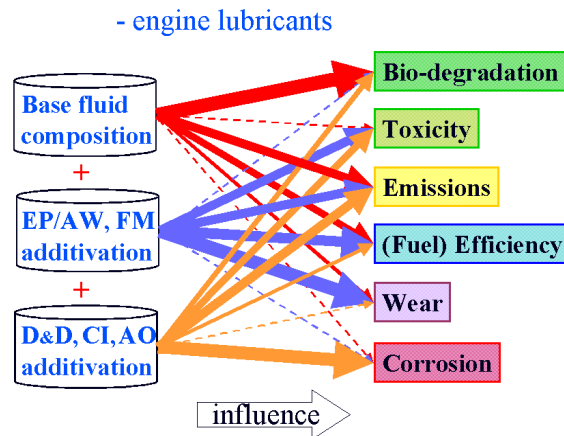 - engine lubricants
Base fluid
composition
+
EP/AW, FM
additivation
+
D&D, CI, AO
additivation
Bio-degradation
Toxicity
Emissions
(Fuel) Efficiency
Wear
Corrosion
influence